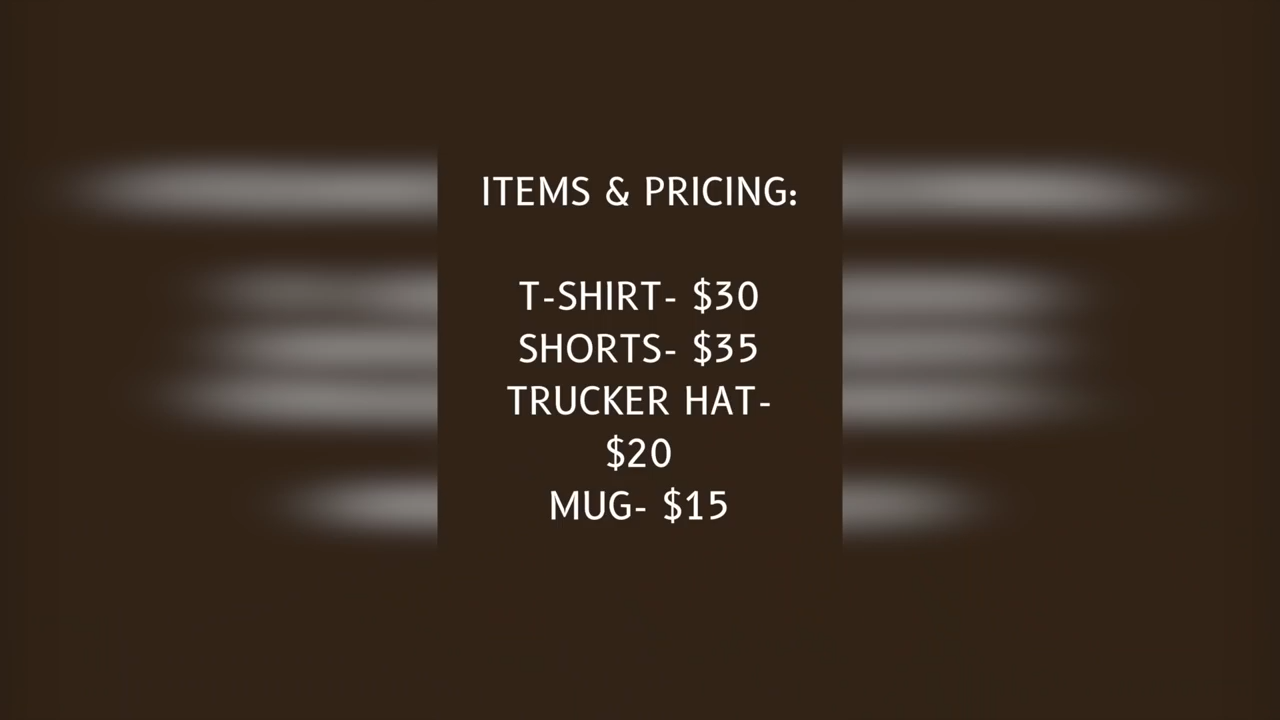 ITEMS & PRICING:
T-SHIRT- $30
SHORTS- $35
TRUCKER HAT-
$20
MUG- $15